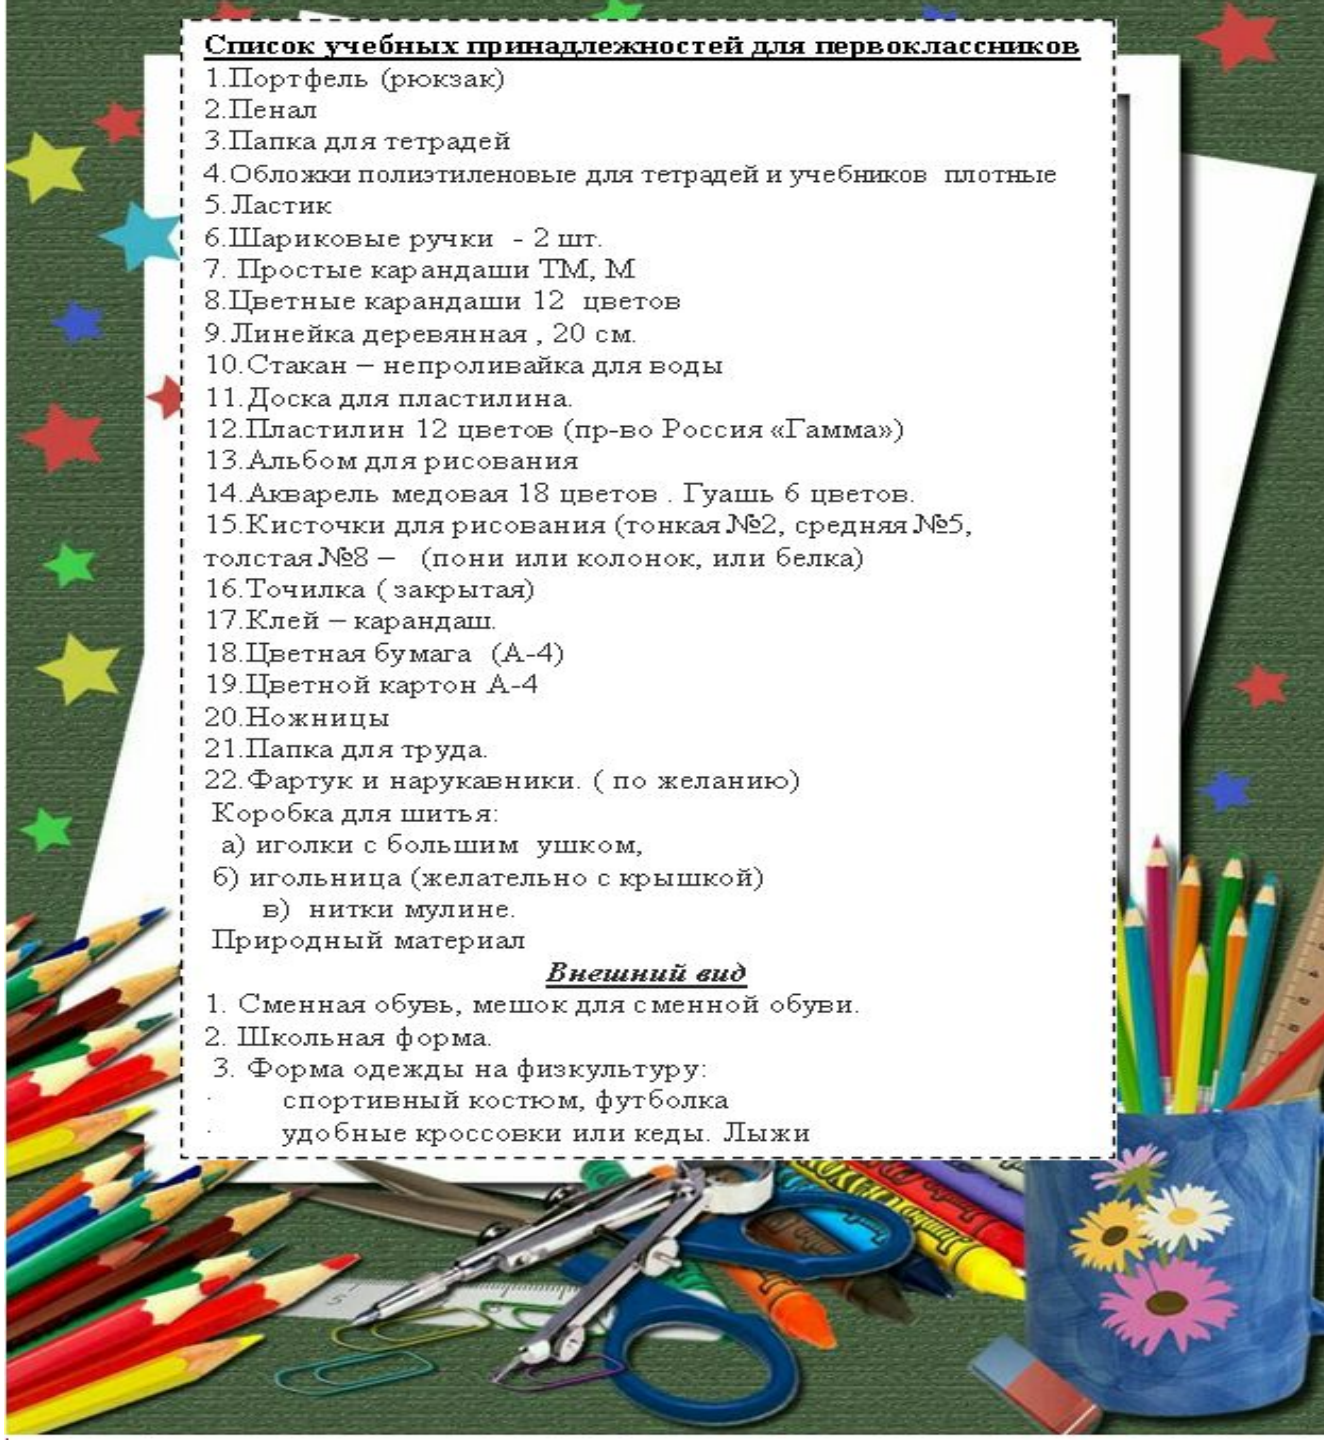 Список учебных принадлежностей для первоклассников
1.Портфель (рюкзак)
2.Пенал
3.Папка для тетрадей
4.Обложки полиэтиленовые для тетрадей и учебников плотные
5.Ластик
6.Шариковые ручки - 2 шт.
7. Простые карандаши ТМ, М
8.Цветные карандаши 12 цветов
9.Линейка деревянная , 20 см.
10.Стакан – непроливайка для воды
11.Доска для пластилина.
12.Пластилин 12 цветов (пр-во Россия «Гамма»)
13.Альбом для рисования
14.Акварель медовая 18 цветов . Гуашь 6 цветов.
15.Кисточки для рисования (тонкая №2, средняя №5,
толстая №8 – (пони или колонок, или белка)
16.Точилка ( закрытая)
17.Клей – карандаш.
18.Цветная бумага (А-4)
19.Цветной картон А-4
20.Ножницы
21.Папка для труда.
22.Фартук и нарукавники. ( по желанию)
Коробка для шитья:
а) иголки с большим ушком,
б) игольница (желательно с крышкой)
в) нитки мулине.
Природный материал
Внешний вид
1. Сменная обувь, мешок для сменной обуви.
2. Школьная форма.
3. Форма одежды на физкультуру:
· спортивный костюм, футболка
· удобные кроссовки или кеды. Лыжи